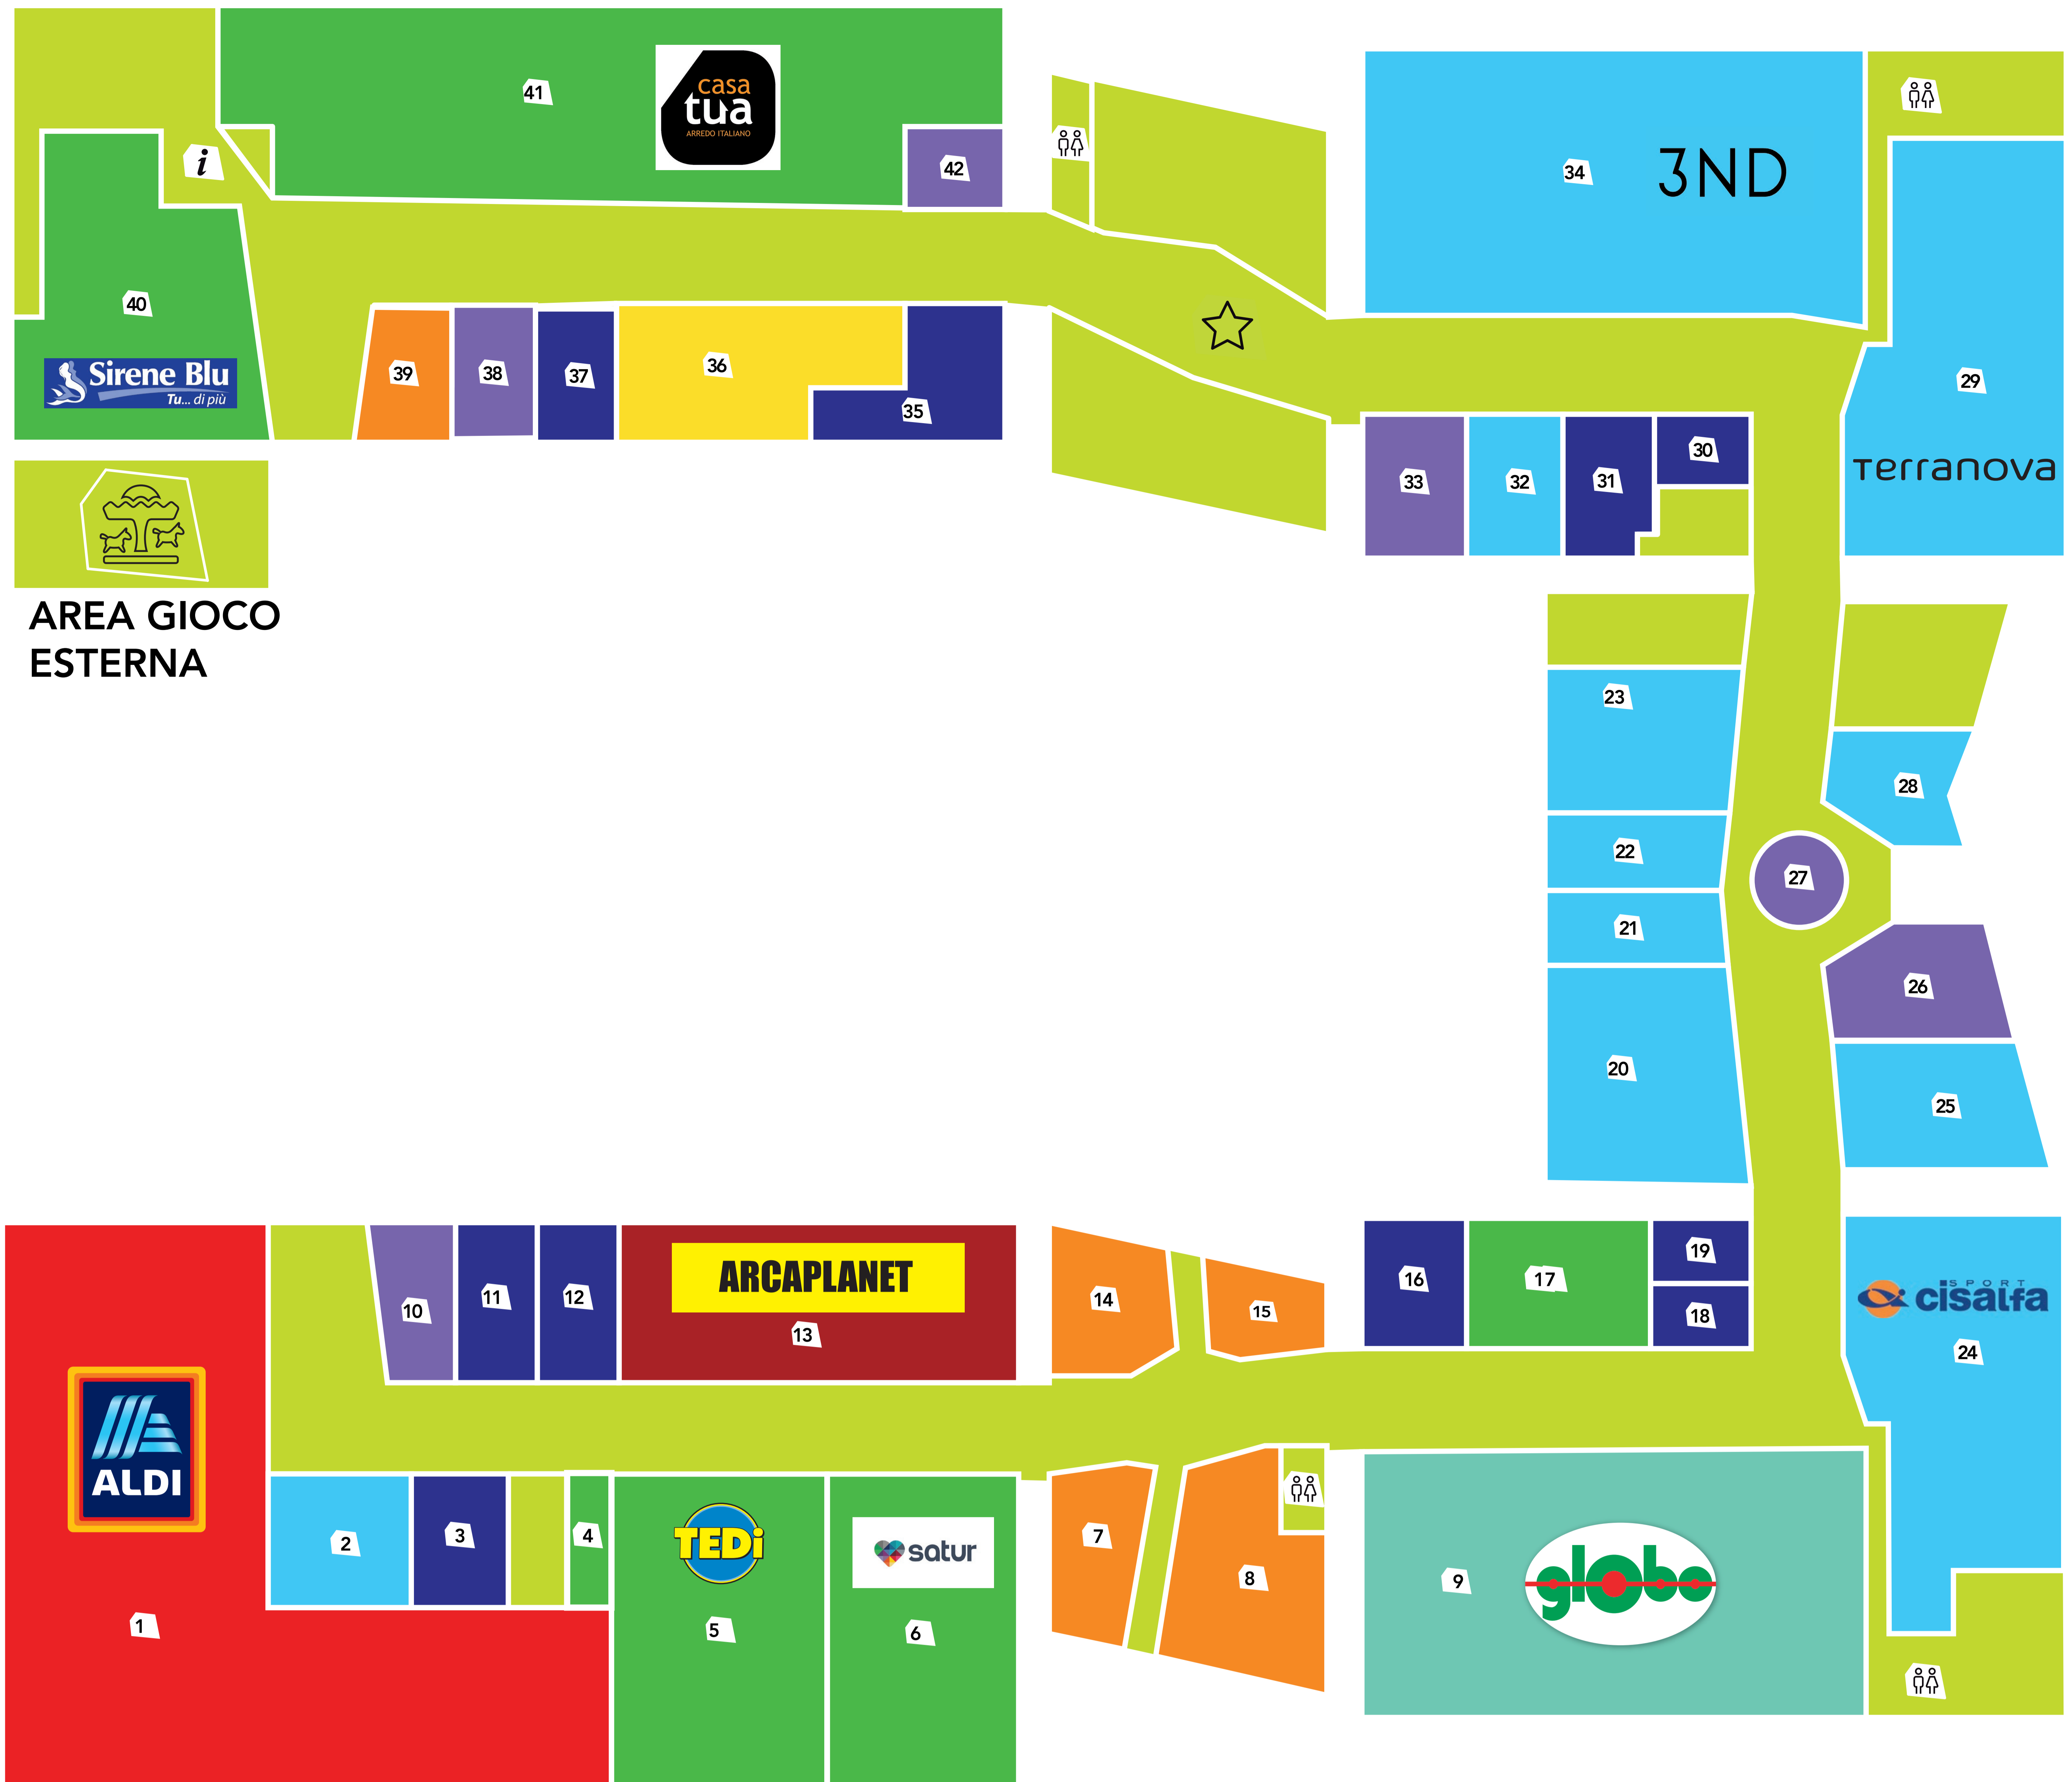 41
casa
tua
ARREDO ITALIANO
42
i
40
Sirene Blu
Tu... di più
39
38
37
36
35
34
3ND
29
Terranova
33
32
31
30
AREA GIOCO
ESTERNA
23
22
21
20
28
27
26
25
10
11
12
ARCAPLANET
13
14
15
16
17
19
18
SPORT
cisalfa
24
ALDI
1
2
3
4
TEDi
5
satur
6
7
8
9
globo